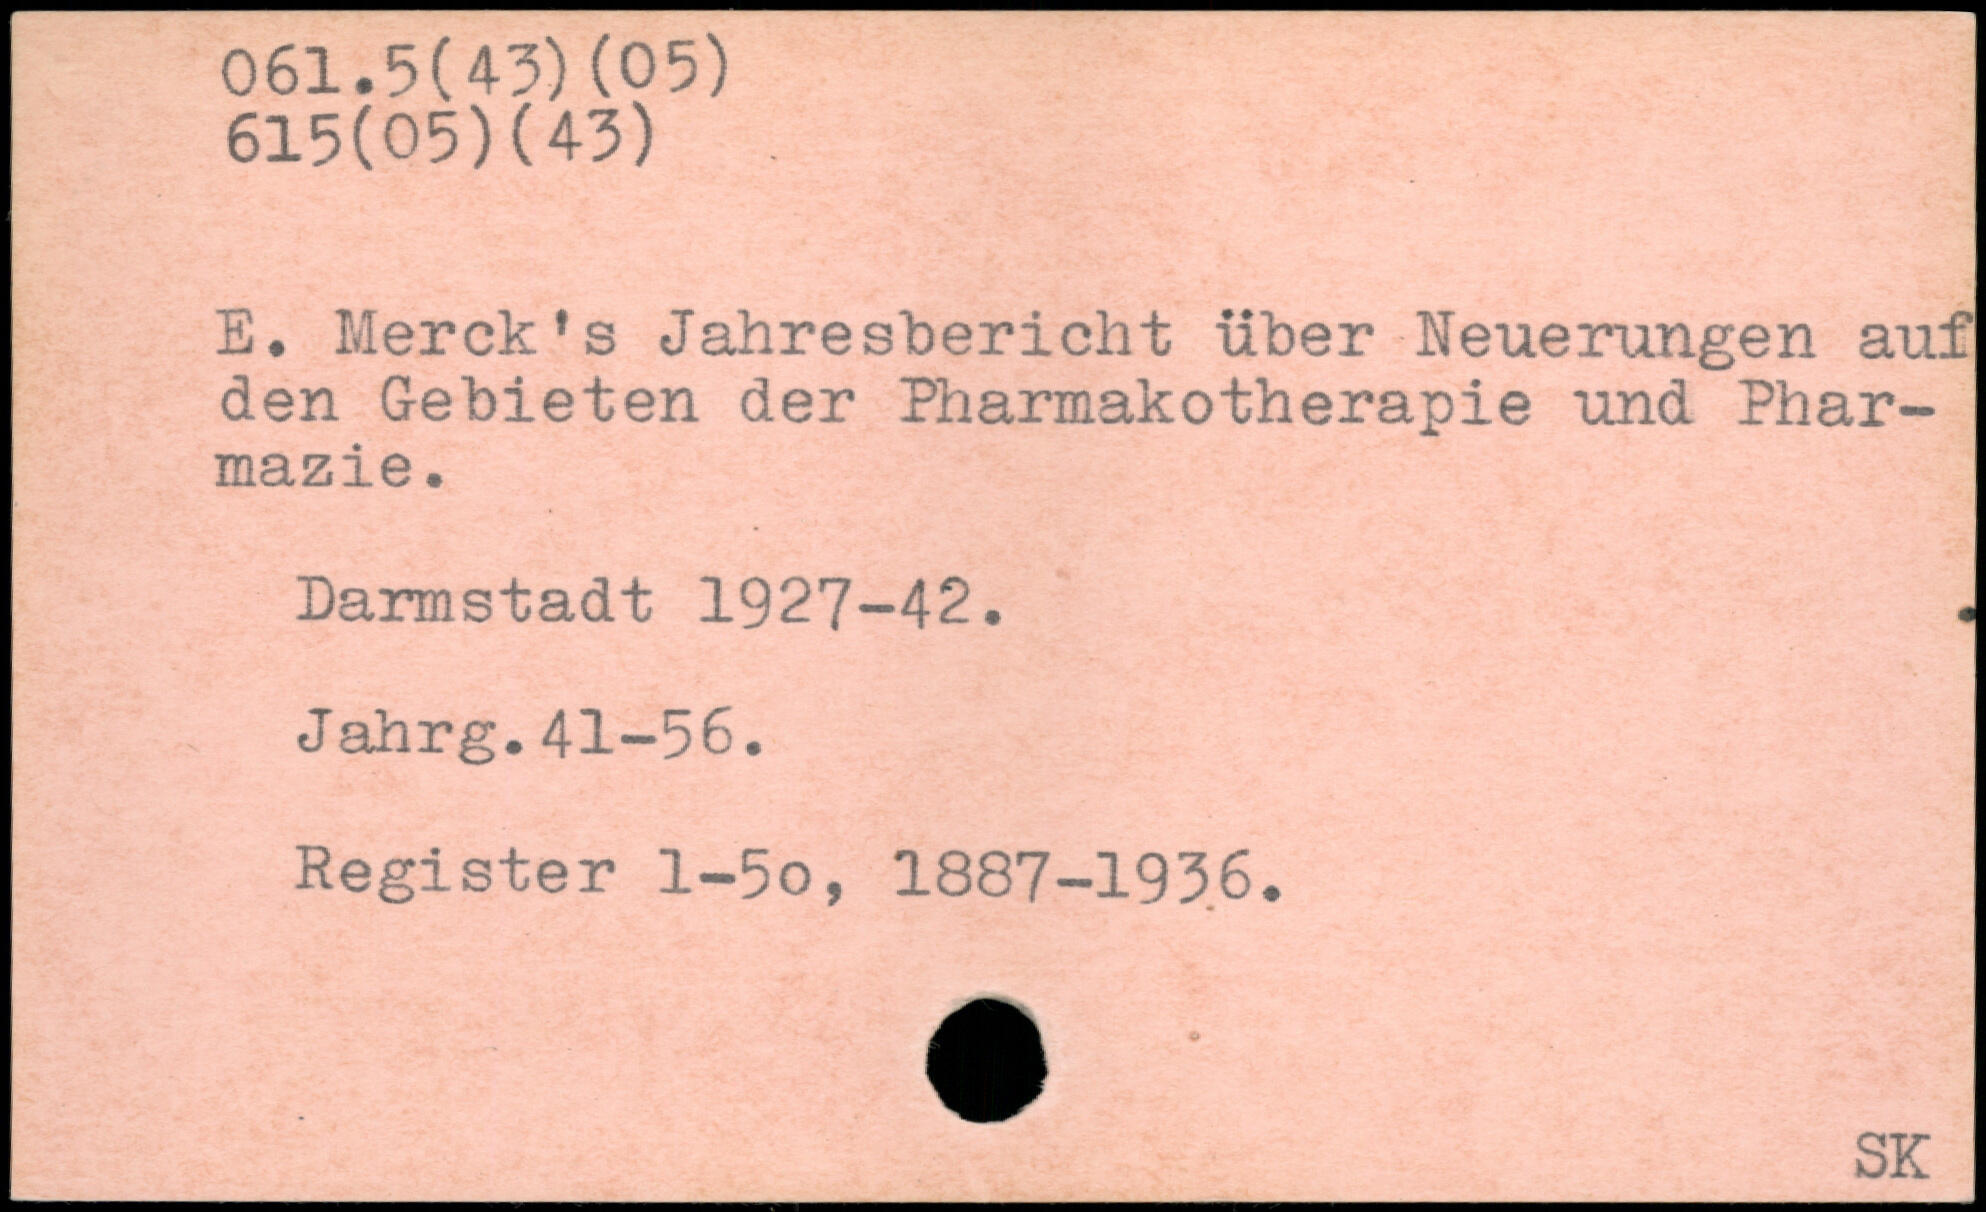 061.5(43)(05)
615(05)(43)
E. Merck's Jahresbericht über Neuerungen auf
den Gebieten der Pharmakotherapie und Phar-
mazie.
Darmstadt 1927-42.
Jahrg.41-56.
Register 1-5o, 1887-1936.
SK